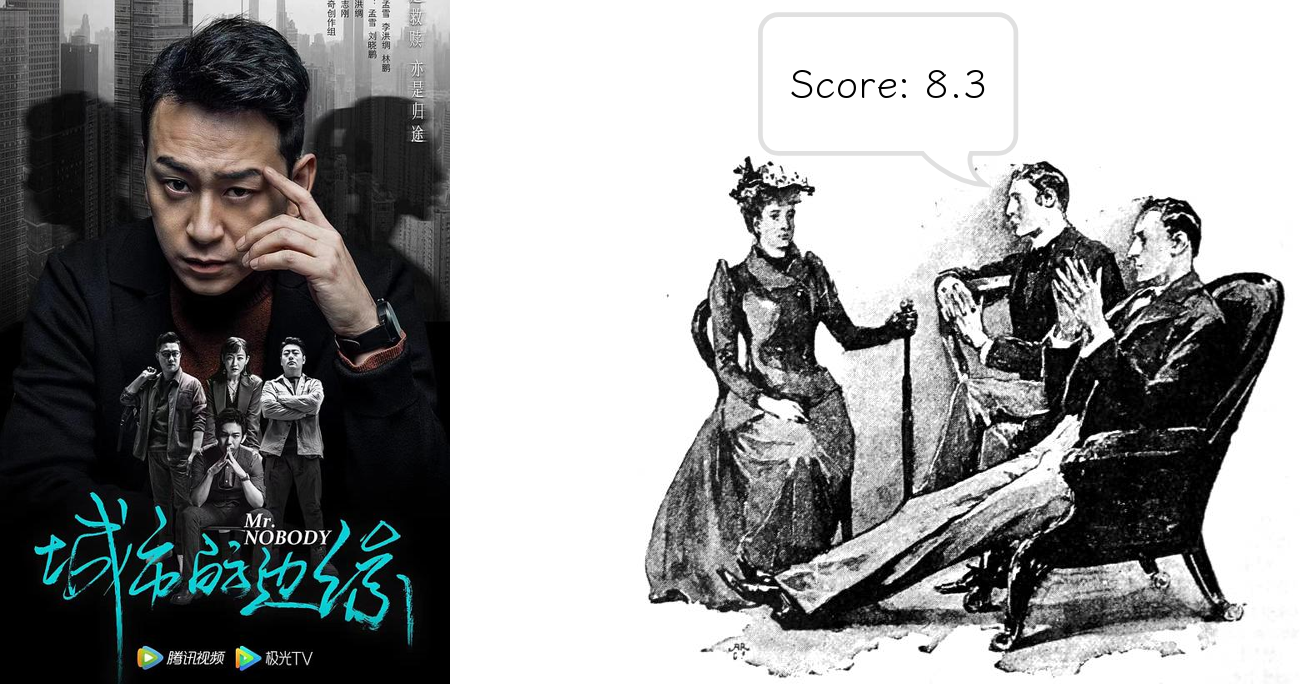 救赎 亦是归途
孟雪 李洪绸 林鹏
：孟雪 刘晓鹏
洪绸
志刚
奇创作组
Mr.
NOBODY
城市的边缘
腾讯视频 极光TV
Score: 8.3